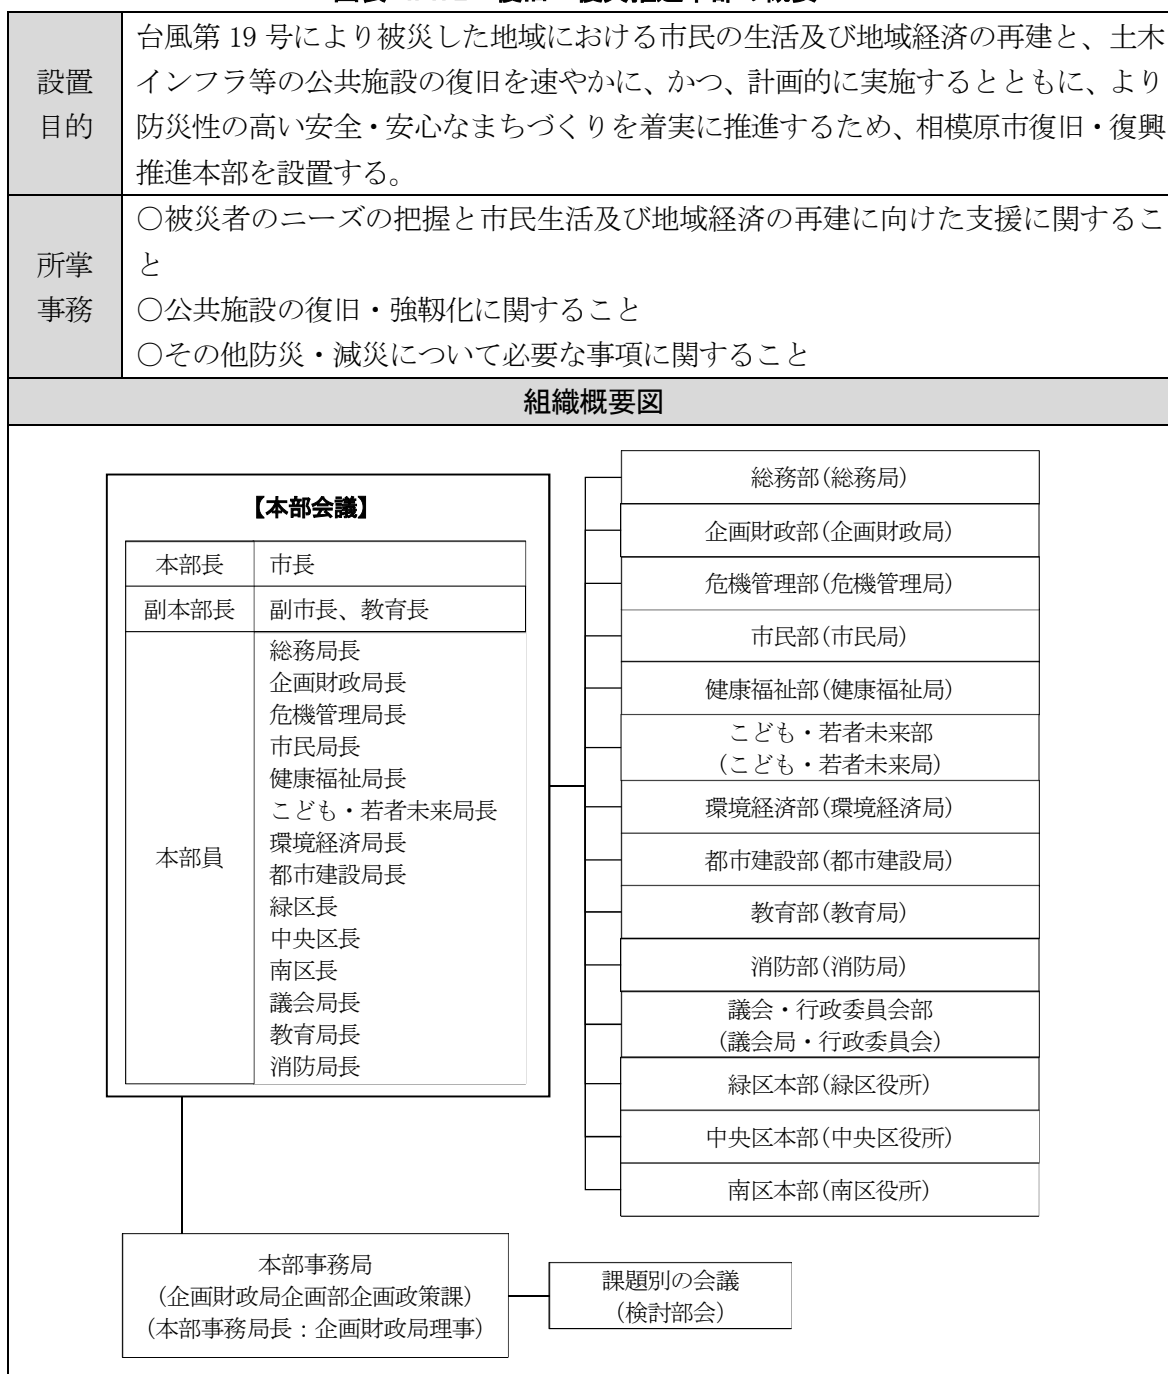 設置
目的
台風第 19 号により被災した地域における市民の生活及び地域経済の再建と、土木
インフラ等の公共施設の復旧を速やかに、かつ、計画的に実施するとともに、より
防災性の高い安全・安心なまちづくりを着実に推進するため、相模原市復旧・復興
推進本部を設置する。
所掌
事務
○被災者のニーズの把握と市民生活及び地域経済の再建に向けた支援に関するこ
と
○公共施設の復旧・強靱化に関すること
○その他防災・減災について必要な事項に関すること
組織概要図
【本部会議】
本部長 市長
副本部長 副市長、教育長
本部員
総務局長
企画財政局長
危機管理局長
市民局長
健康福祉局長
こども・若者未来局長
環境経済局長
都市建設局長
緑区長
中央区長
南区長
議会局長
教育局長
消防局長
総務部(総務局)
企画財政部(企画財政局)
危機管理部(危機管理局)
市民部(市民局)
健康福祉部(健康福祉局)
こども・若者未来部
(こども・若者未来局)
環境経済部(環境経済局)
都市建設部(都市建設局)
教育部(教育局)
消防部(消防局)
議会・行政委員会部
(議会局・行政委員会)
緑区本部(緑区役所)
中央区本部(中央区役所)
南区本部(南区役所)
本部事務局
(企画財政局企画部企画政策課)
(本部事務局長：企画財政局理事)
課題別の会議
(検討部会)